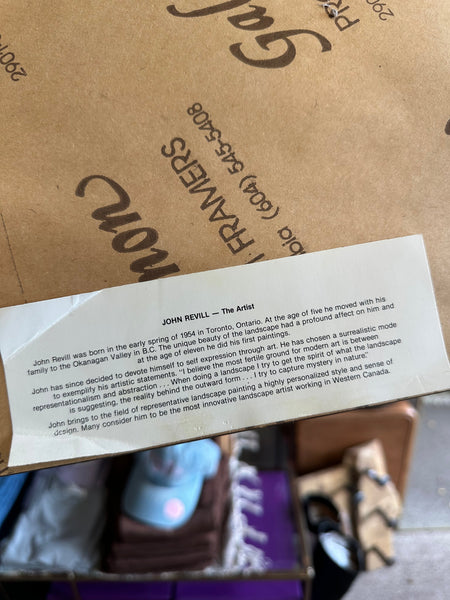 Gal
PR
290
2901
non
FRAMERS
bia (604) 545-5408
JOHN REVILL — The Artist
John Revill was born in the early spring of 1954 in Toronto, Ontario. At the age of five he moved with his
family to the Okanagan Valley in B.C. The unique beauty of the landscape had a profound affect on him and
at the age of eleven he did his first paintings.
John has since decided to devote himself to self expression through art. He has chosen a surrealistic mode
to exemplify his artistic statements. "I believe the most fertile ground for modern art is between
representationalism and abstraction . . . When doing a landscape I try to get the spirit of what the landscape
is suggesting, the reality behind the outward form . . . I try to capture mystery in nature"
John brings to the field of representative landscape painting a highly personalized style and sense of
design. Many consider him to be the most innovative landscape artist working in Western Canada.